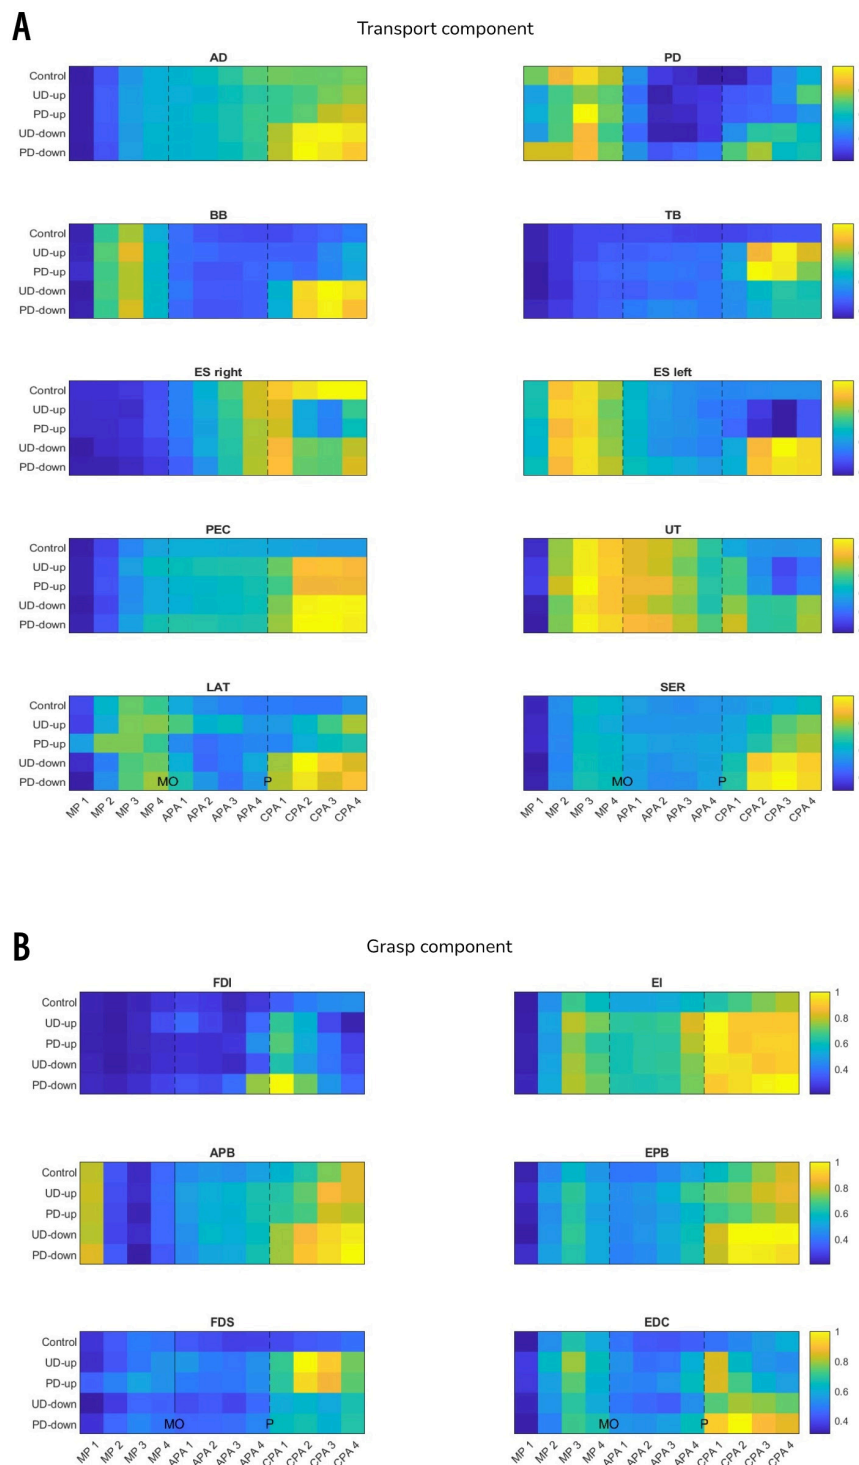 A
Transport component
AD
PD
Control
UD-up
PD-up
UD-down
PD-down
BB
TB
Control
UD-up
PD-up
UD-down
PD-down
ES right
ES left
Control
UD-up
PD-up
UD-down
PD-down
PEC
UT
Control
UD-up
PD-up
UD-down
PD-down
LAT
SER
Control
UD-up
PD-up
UD-down
PD-down
MO P MO P
MP 1 MP 2 MP 3 MP 4 APA 1 APA 2 APA 3 APA 4 CPA 1 CPA 2 CPA 3 CPA 4
MP 1 MP 2 MP 3 MP 4 APA 1 APA 2 APA 3 APA 4 CPA 1 CPA 2 CPA 3 CPA 4
B
Grasp component
FDI
EI
Control
UD-up
PD-up
UD-down
PD-down
1
0.8
0.6
0.4
APB
EPB
Control
UD-up
PD-up
UD-down
PD-down
1
0.8
0.6
0.4
FDS
EDC
Control
UD-up
PD-up
UD-down
PD-down
1
0.8
0.6
0.4
MO P MO P
MP 1 MP 2 MP 3 MP 4 APA 1 APA 2 APA 3 APA 4 CPA 1 CPA 2 CPA 3 CPA 4
MP 1 MP 2 MP 3 MP 4 APA 1 APA 2 APA 3 APA 4 CPA 1 CPA 2 CPA 3 CPA 4